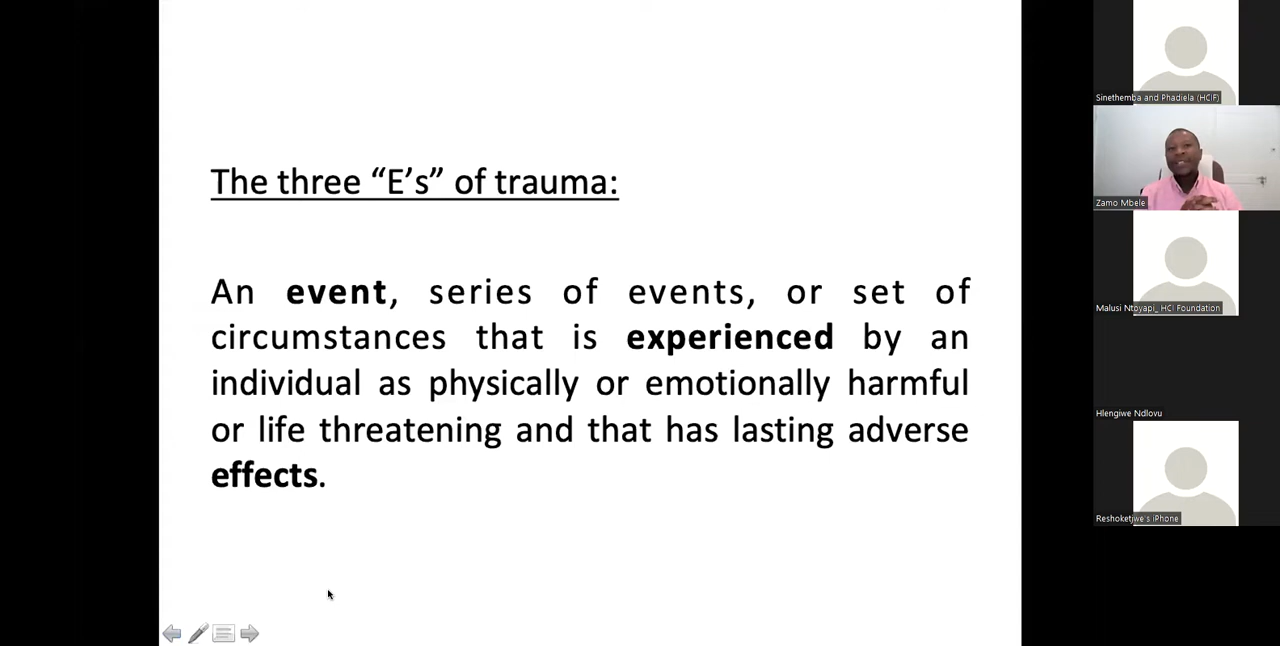 The three “E’s” of trauma:
An event, series of events, or set of
circumstances that is experienced by an
individual as physically or emotionally harmful
or life threatening and that has lasting adverse
effects.
Sinethemba and Phadiela (HCIF)
Zamo Mbele
Malusi Ntoyapi_ HCI Foundation
Hlengiwe Ndlovu
Reshoketjwe's iPhone